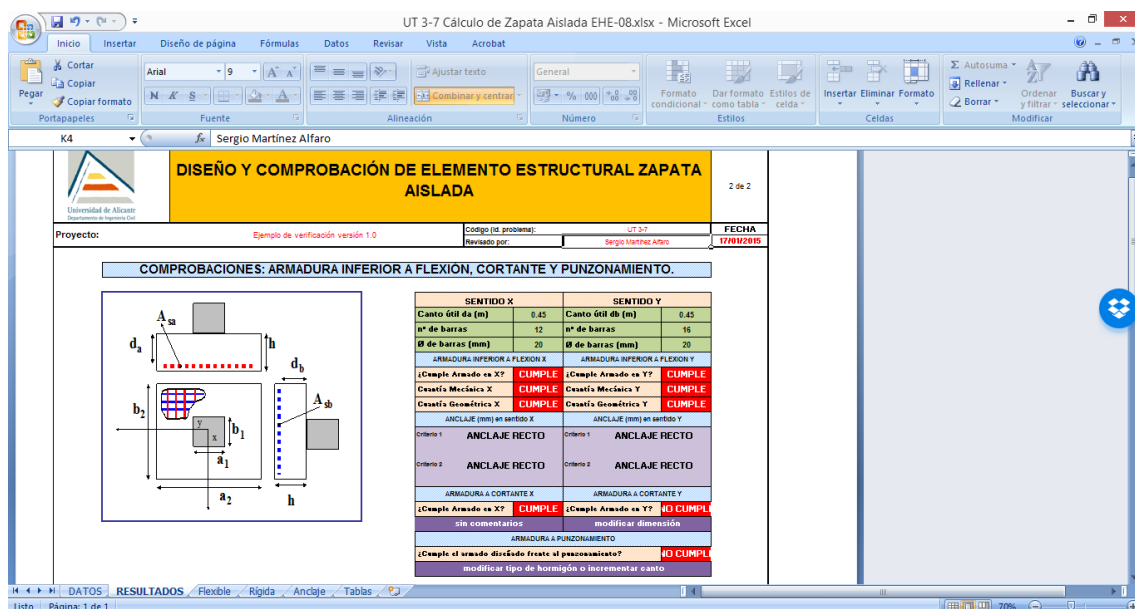 UT 3-7 Cálculo de Zapata Aislada EHE-08.xlsx - Microsoft Excel
Inicio Insertar Diseño de página Fórmulas Datos Revisar Vista Acrobat
Pegar
Cortar
Copiar
Copiar formato
Portapapeles
Arial 9
N K S
Fuente
Ajustar texto
Combinar y centrar
Alineación
General
% 000
Número
Formato condicional
Dar formato como tabla
Estilos de celda
Estilos
Insertar Eliminar Formato
Celdas
Autosuma
Rellenar
Borrar
Ordenar y filtrar
Buscar y seleccionar
Modificar
K4 fx Sergio Martínez Alfaro
Universidad de Alicante
Departamento de Ingeniería Civil
DISEÑO Y COMPROBACIÓN DE ELEMENTO ESTRUCTURAL ZAPATA
AISLADA
2 de 2
Proyecto: Ejemplo de verificación versión 1.0
Código (id. problema): UT 3-7 FECHA
Revisado por: Sergio Martínez Alfaro 17/01/2015
COMPROBACIONES: ARMADURA INFERIOR A FLEXIÓN, CORTANTE Y PUNZONAMIENTO.
A sa
d a
h
d b
b 2
A sb
y
x
b 1
a 1
a 2
h
SENTIDO X SENTIDO Y
Canto útil da (m) 0.45 Canto útil db (m) 0.45
nº de barras 12 nº de barras 16
Ø de barras (mm) 20 Ø de barras (mm) 20
ARMADURA INFERIOR A FLEXION X ARMADURA INFERIOR A FLEXION Y
¿Cumple Armado en X? CUMPLE ¿Cumple Armado en Y? CUMPLE
Cuantía Mecánica X CUMPLE Cuantía Mecánica Y CUMPLE
Cuantía Geométrica X CUMPLE Cuantía Geométrica Y CUMPLE
ANCLAJE (mm) en sentido X ANCLAJE (mm) en sentido Y
Criterio 1 ANCLAJE RECTO Criterio 1 ANCLAJE RECTO
Criterio 2 ANCLAJE RECTO Criterio 2 ANCLAJE RECTO
ARMADURA A CORTANTE X ARMADURA A CORTANTE Y
¿Cumple Armado en X? CUMPLE ¿Cumple Armado en Y? NO CUMPL
sin comentarios modificar dimensión
ARMADURA A PUNZONAMIENTO
¿Cumple el armado diseñado frente al punzonamiento? NO CUMPL
modificar tipo de hormigón o incrementar canto
DATOS RESULTADOS Flexible Rígida Anclaje Tablas
Listo Página: 1 de 1 70%